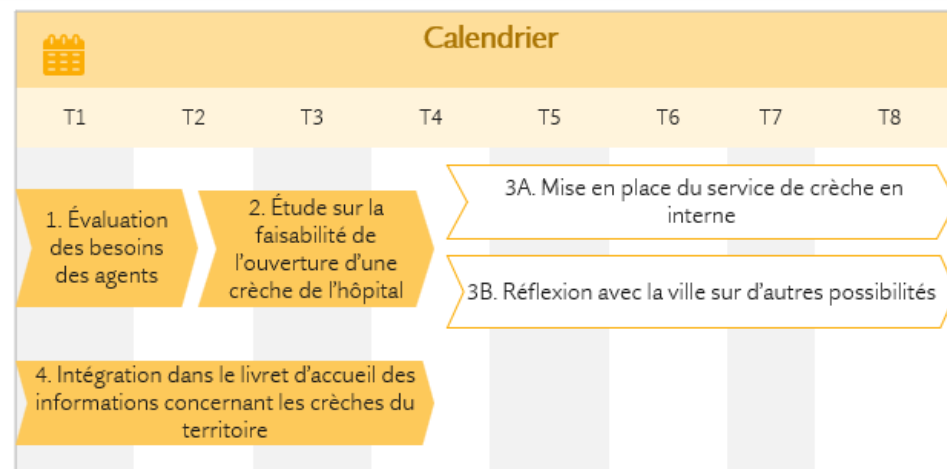 Calendrier
T1 T2 T3 T4 T5 T6 T7 T8
1. Évaluation
des besoins
des agents
2. Étude sur la
faisabilité de
l’ouverture d’une
crèche de l’hôpital
3A. Mise en place du service de crèche en
interne
3B. Réflexion avec la ville sur d’autres possibilités
4. Intégration dans le livret d’accueil des
informations concernant les crèches du
territoire